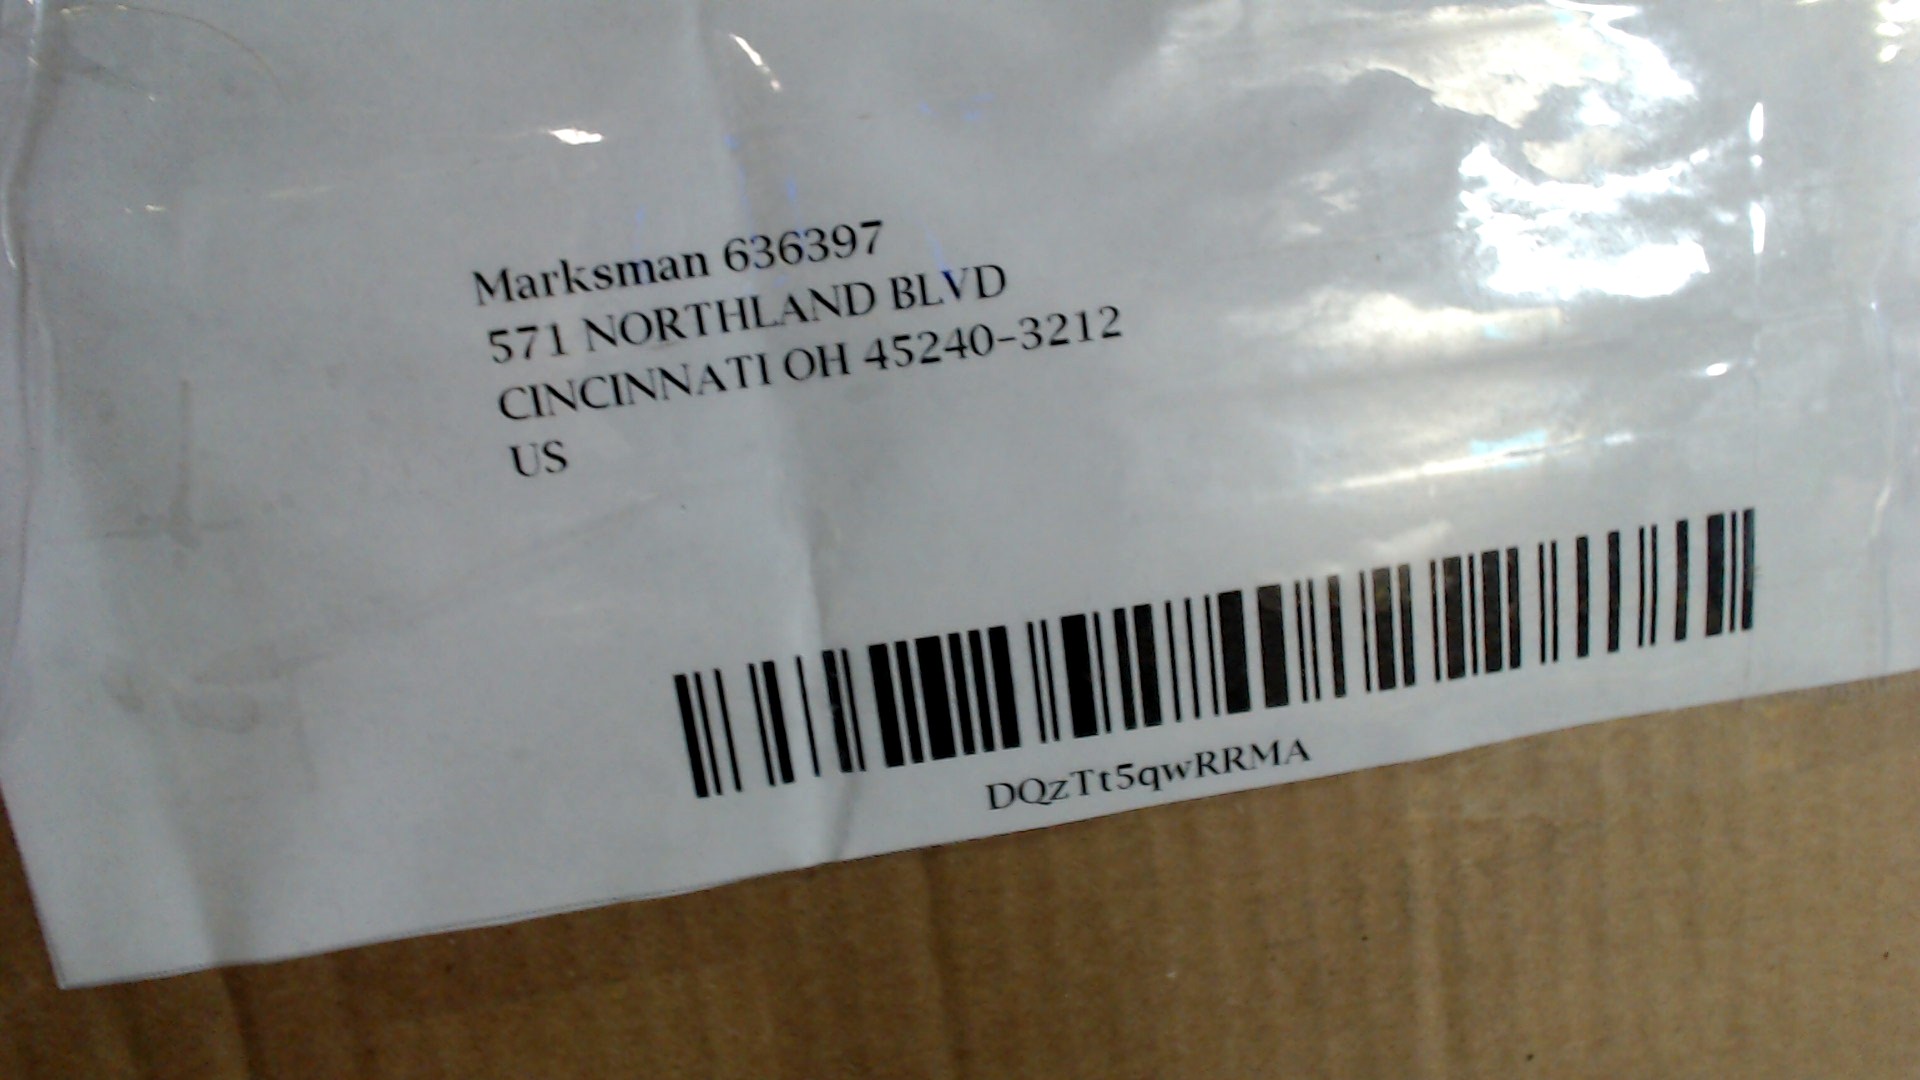 Marksman 636397
571 NORTHLAND BLVD
CINCINNATI OH 45240-3212
US
DQzTt5qwRRMA